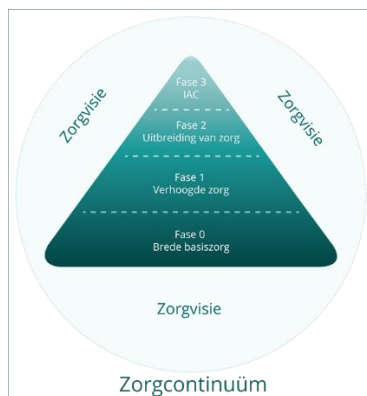 Zorgvisie
Zorgvisie
Fase 3
IAC
Fase 2
Uitbreiding van zorg
Fase 1
Verhoogde zorg
Fase 0
Brede basiszorg
Zorgvisie
Zorgcontinuüm